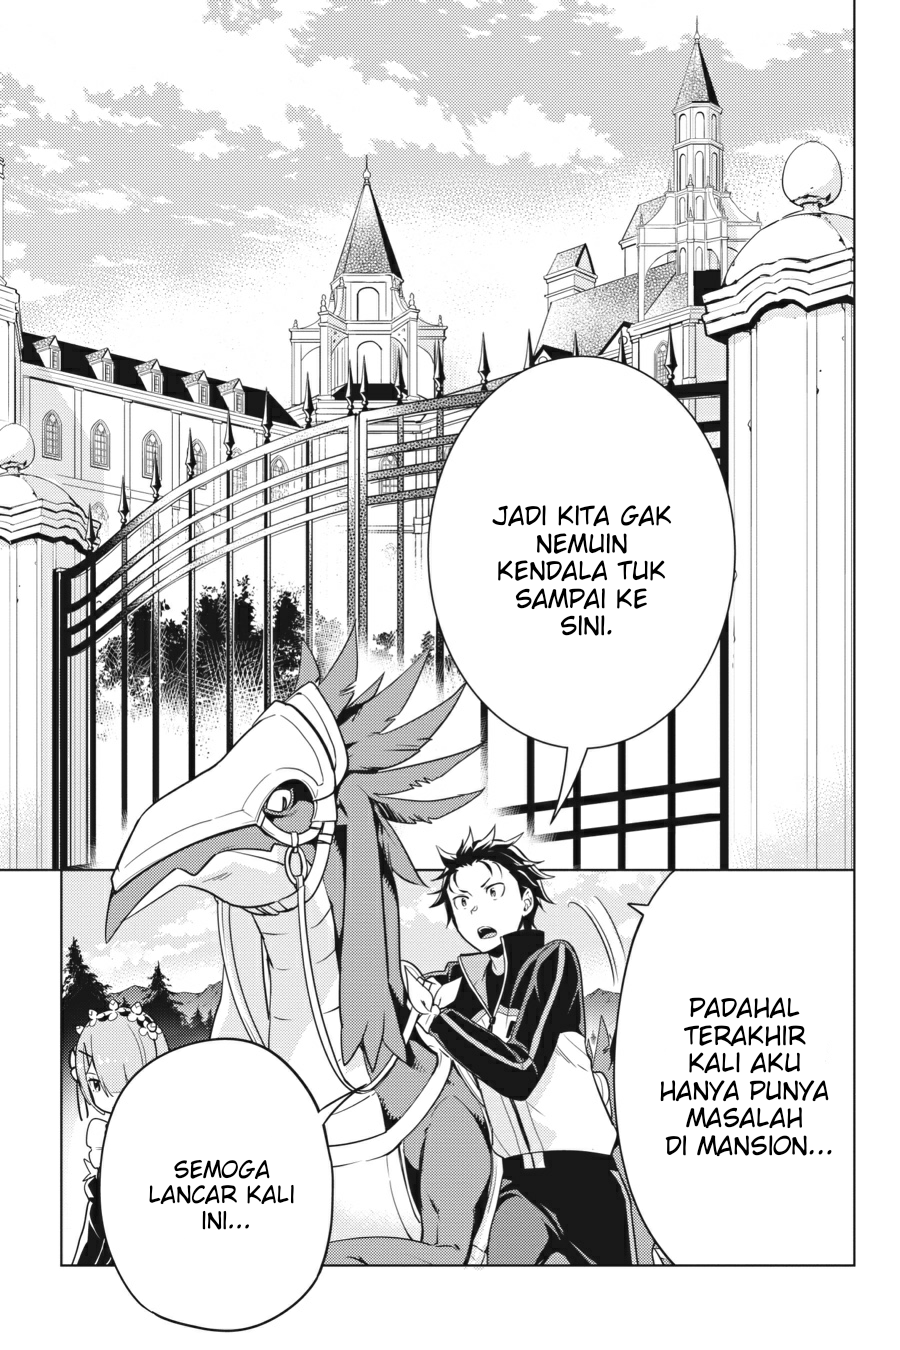 JADI KITA GAK
NEMUIN
KENDALA TUK
SAMPAI KE
SINI.
PADAHAL
TERAKHIR
KALI AKU
HANYA PUNYA
MASALAH
DI MANSION...
SEMOGA
LANCAR KALI
INI...